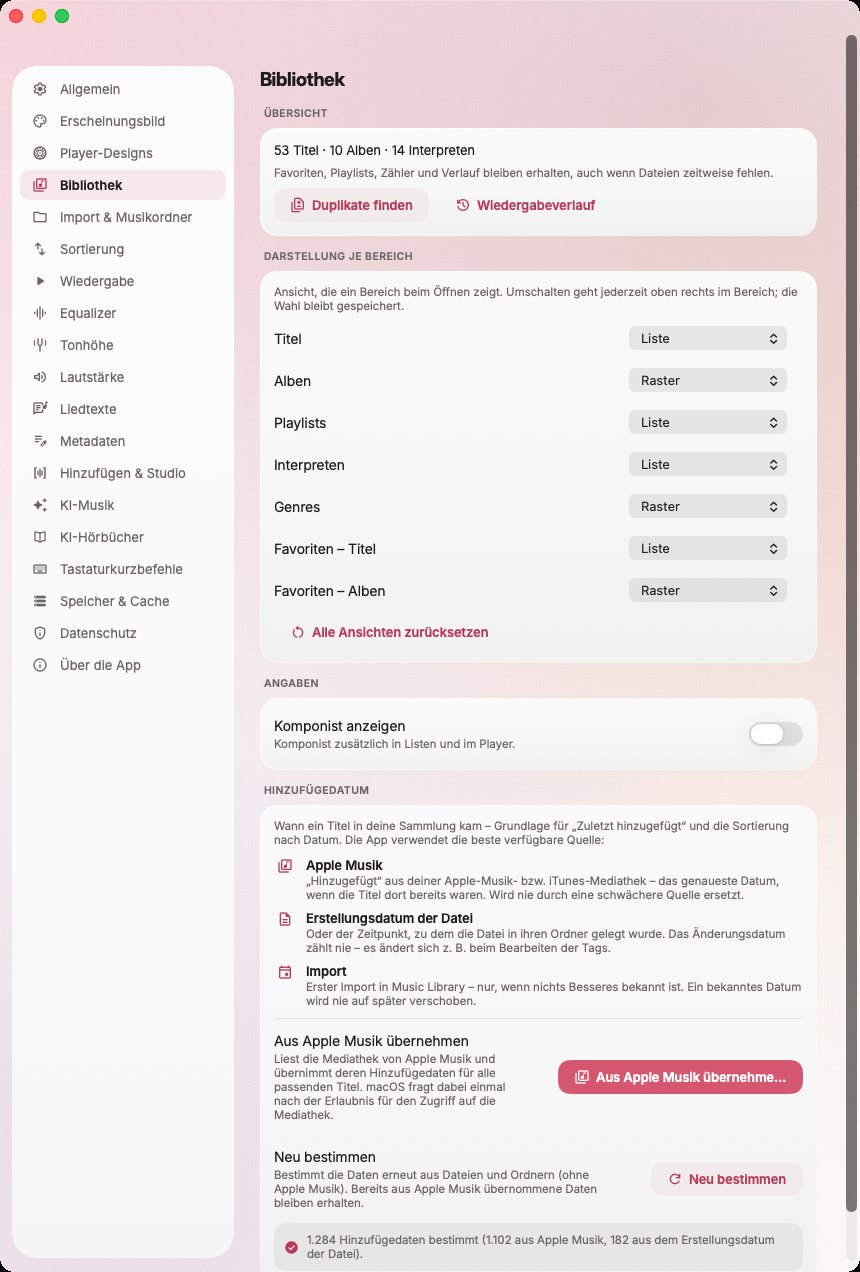 Allgemein
Erscheinungsbild
Player-Designs
Bibliothek
Import & Musikordner
Sortierung
Wiedergabe
Equalizer
Tonhöhe
Lautstärke
Liedtexte
Metadaten
Hinzufügen & Studio
KI-Musik
KI-Hörbücher
Tastaturkurzbefehle
Speicher & Cache
Datenschutz
Über die App
Bibliothek
ÜBERSICHT
53 Titel · 10 Alben · 14 Interpreten
Favoriten, Playlists, Zähler und Verlauf bleiben erhalten, auch wenn Dateien zeitweise fehlen.
Duplikate finden
Wiedergabeverlauf
DARSTELLUNG JE BEREICH
Ansicht, die ein Bereich beim Öffnen zeigt. Umschalten geht jederzeit oben rechts im Bereich; die
Wahl bleibt gespeichert.
Titel Liste
Alben Raster
Playlists Liste
Interpreten Liste
Genres Raster
Favoriten – Titel Liste
Favoriten – Alben Raster
Alle Ansichten zurücksetzen
ANGABEN
Komponist anzeigen
Komponist zusätzlich in Listen und im Player.
HINZUFÜGEDATUM
Wann ein Titel in deine Sammlung kam – Grundlage für „Zuletzt hinzugefügt“ und die Sortierung
nach Datum. Die App verwendet die beste verfügbare Quelle:
Apple Musik
„Hinzugefügt“ aus deiner Apple-Musik- bzw. iTunes-Mediathek – das genaueste Datum,
wenn die Titel dort bereits waren. Wird nie durch eine schwächere Quelle ersetzt.
Erstellungsdatum der Datei
Oder der Zeitpunkt, zu dem die Datei in ihren Ordner gelegt wurde. Das Änderungsdatum
zählt nie – es ändert sich z. B. beim Bearbeiten der Tags.
Import
Erster Import in Music Library – nur, wenn nichts Besseres bekannt ist. Ein bekanntes Datum
wird nie auf später verschoben.
Aus Apple Musik übernehmen
Liest die Mediathek von Apple Musik und
übernimmt deren Hinzufügedaten für alle
passenden Titel. macOS fragt dabei einmal
nach der Erlaubnis für den Zugriff auf die
Mediathek.
Aus Apple Musik übernehme...
Neu bestimmen
Bestimmt die Daten erneut aus Dateien und Ordnern (ohne
Apple Musik). Bereits aus Apple Musik übernommene Daten
bleiben erhalten.
Neu bestimmen
1.284 Hinzufügedaten bestimmt (1.102 aus Apple Musik, 182 aus dem Erstellungsdatum
der Datei).